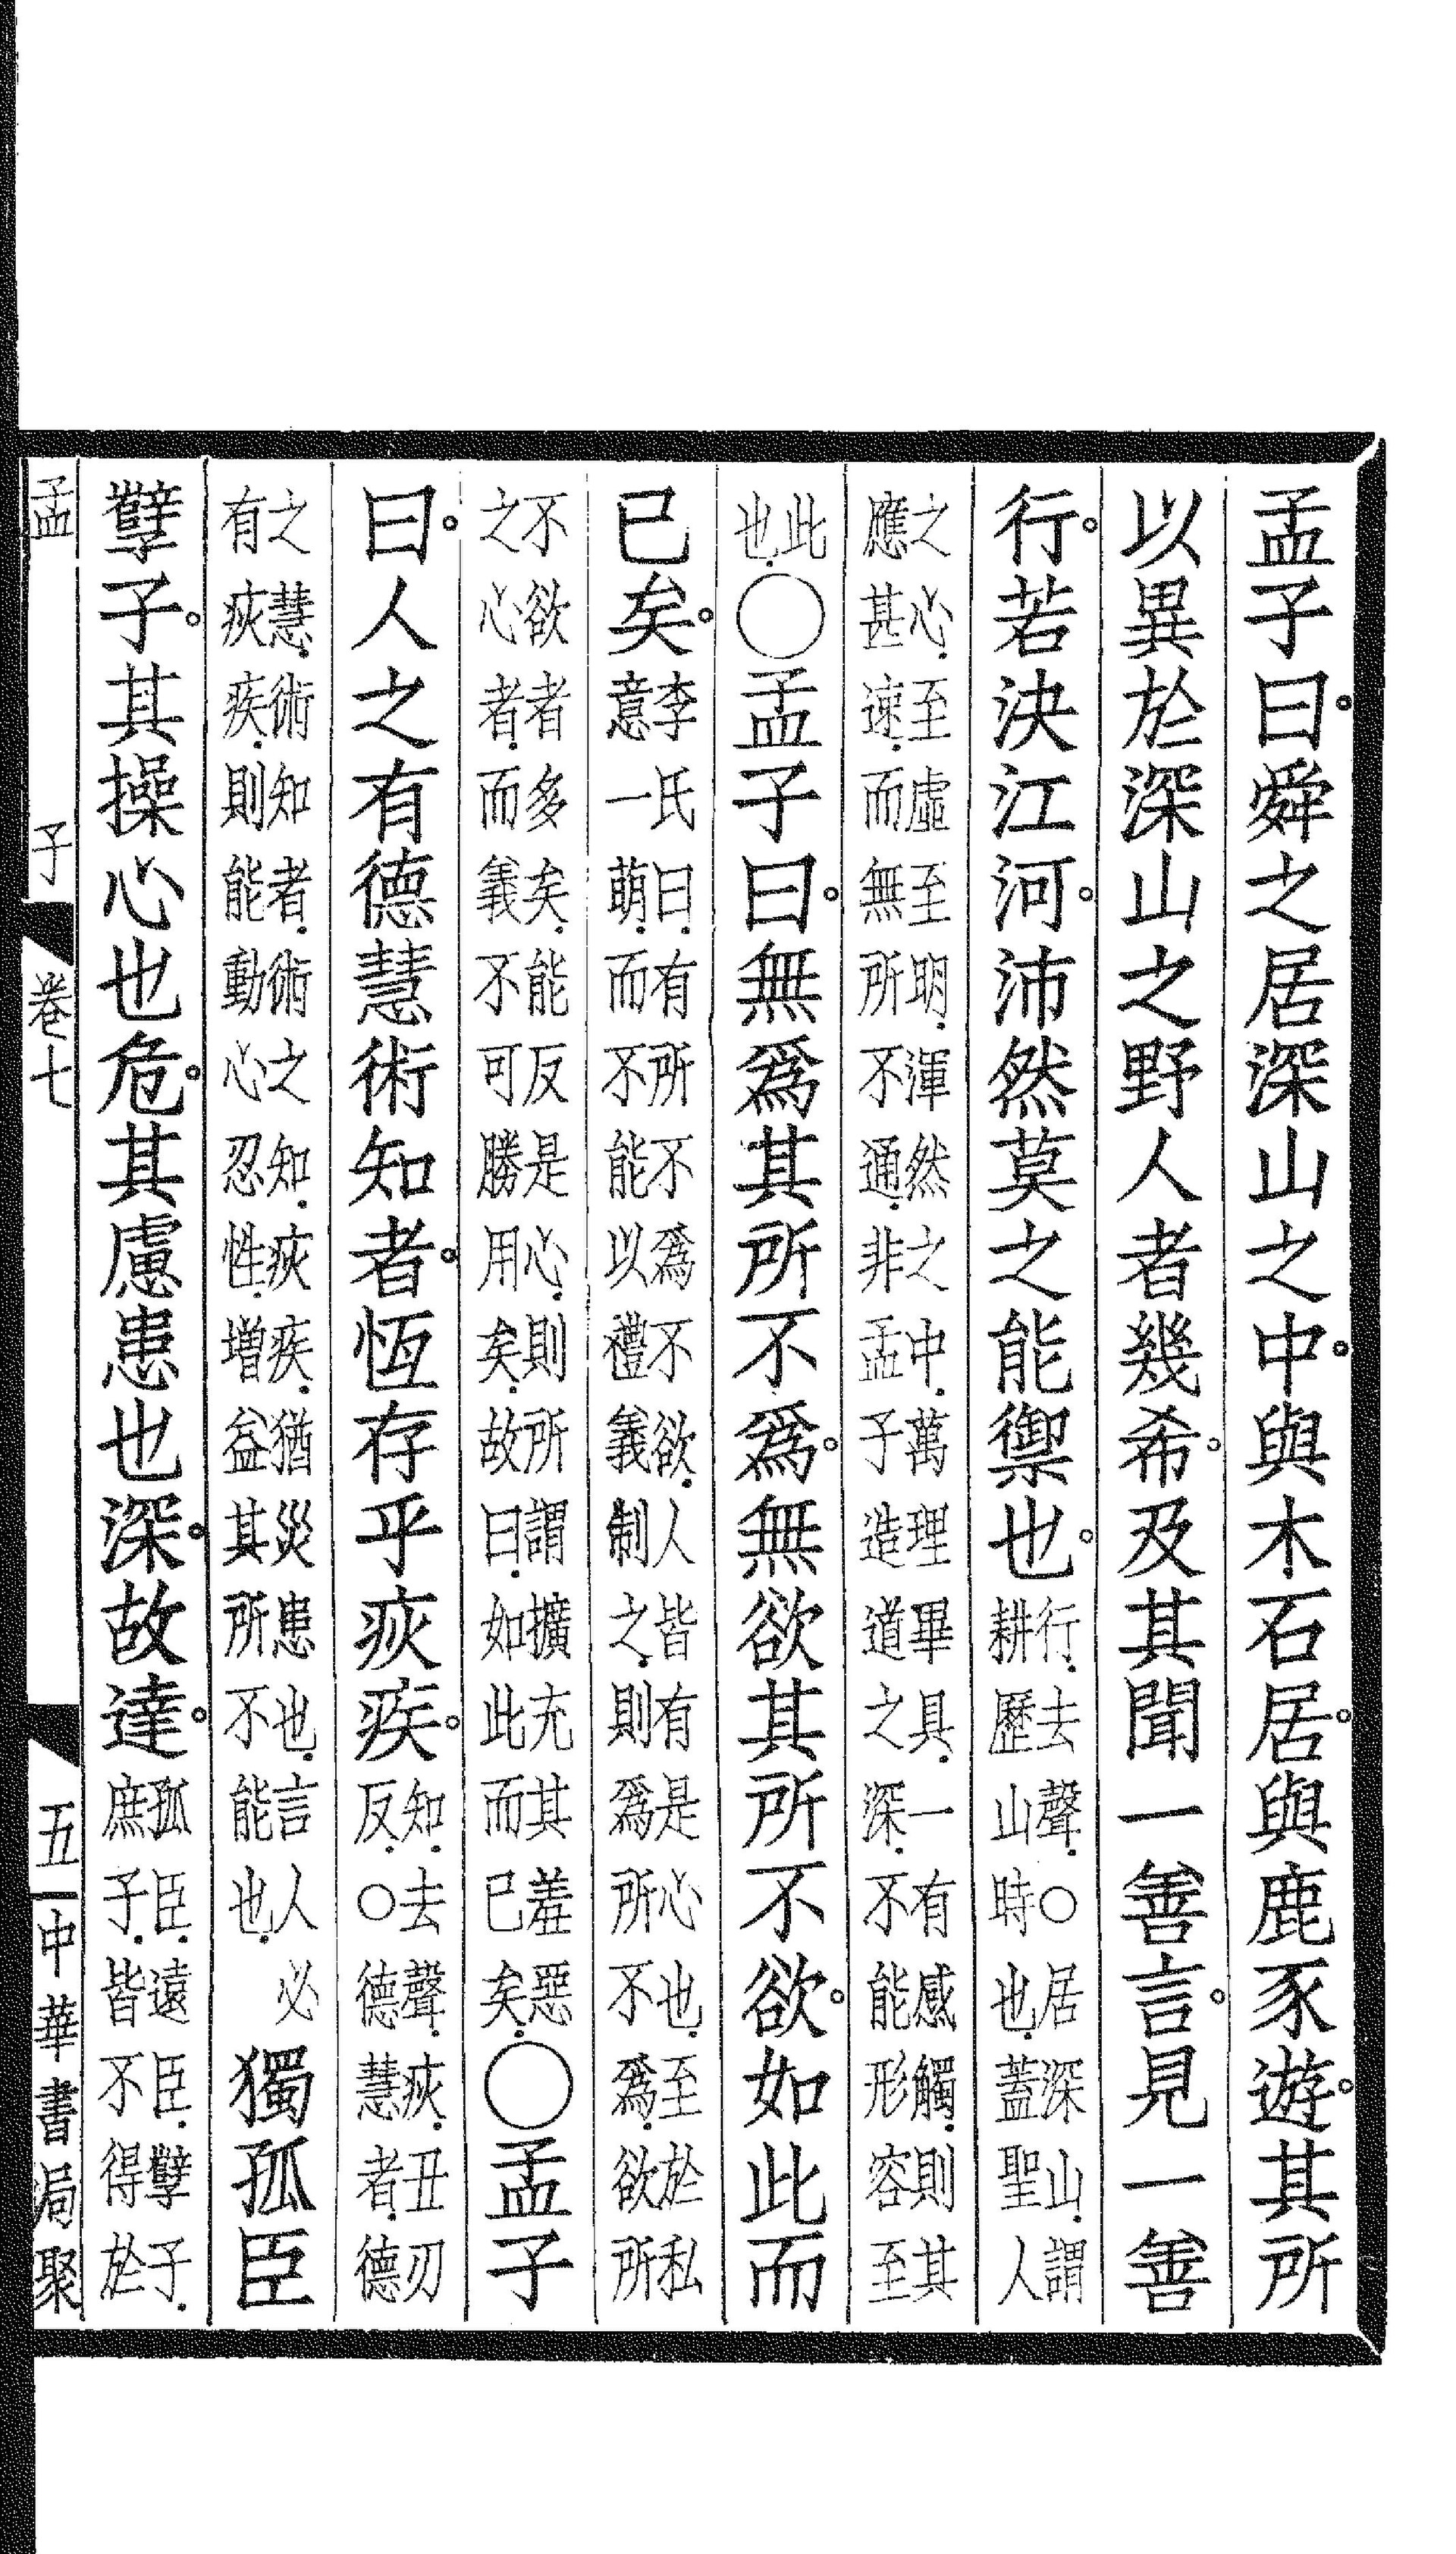 孟子曰。舜之居深山之中。與木石居。與鹿豕遊。其所
以異於深山之野人者幾希。及其聞一善言。見一善
行。若決江河。沛然莫之能禦也。行.去聲.○居深山.謂
耕歷山時也.蓋聖人
之心.至虛至明.渾然之中.萬理畢具.一有感觸.則其
應甚速.而無所不通.非孟子造道之深.不能形容至
此也.○孟子曰。無爲其所不爲。無欲其所不欲。如此而
已矣。李氏曰.有所不爲不欲.人皆有是心也.至於私
意一萌.而不能以禮義制之.則爲所不爲.欲所
不欲者多矣.能反是心.則所謂擴充其羞惡
之心者.而義不可勝用矣.故曰.如此而已矣.○孟子
曰。人之有德慧術知者。恆存乎疢疾。知.去聲.疢.丑刃
反.○德慧者.德
之慧.術知者.術之知.疢疾.猶災患也.言人必
有疢疾.則能動心忍性.增益其所不能也.獨孤臣
孼子。其操心也危。其慮患也深。故達。孤臣.遠臣.孼子.
庶子.皆不得於
孟子 卷七 五 中華書局聚